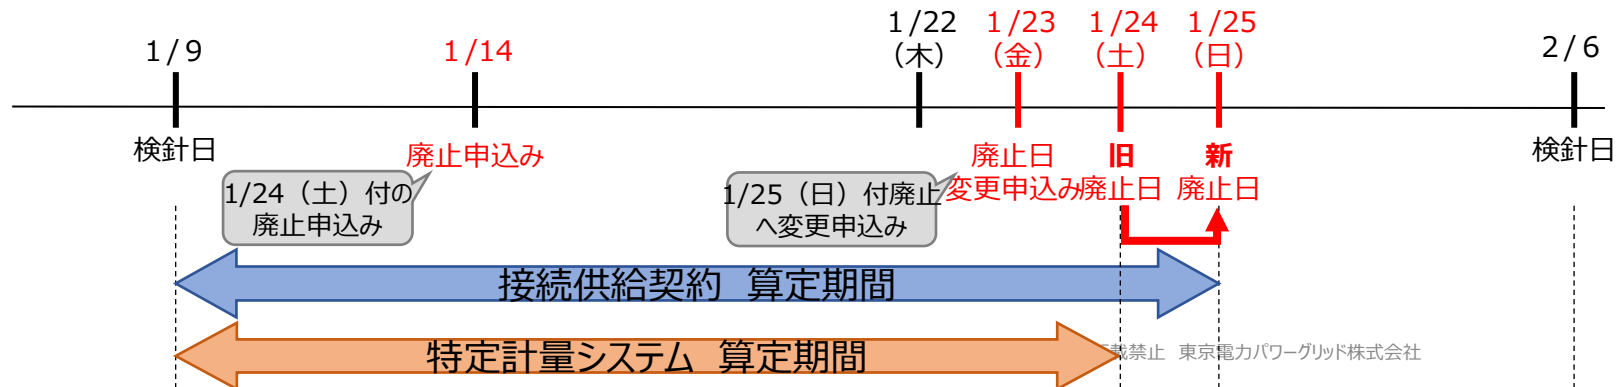 1/9
1/14
1/22
(木)
1/23
(金)
1/24
(土)
1/25
(日)
2/6
検針日
廃止申込み
廃止日
変更申込み
旧
廃止日
新
廃止日
検針日
1/24（土）付の
廃止申込み
1/25（日）付廃止
へ変更申込み
接続供給契約 算定期間
特定計量システム 算定期間
載禁止 東京電力パワーグリッド株式会社